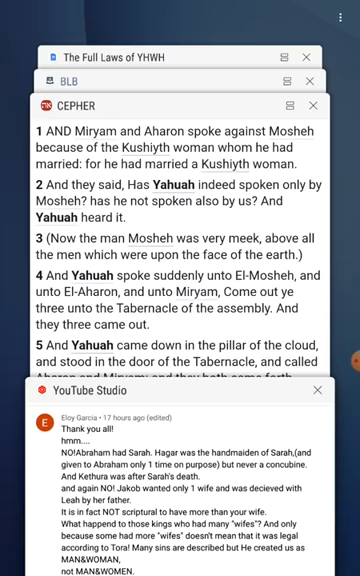 The Full Laws of YHWH
BLB
CEPHER
1 AND Miryam and Aharon spoke against Mosheh
because of the Kushiyth woman whom he had
married: for he had married a Kushiyth woman.
2 And they said, Has Yahuah indeed spoken only by
Mosheh? has he not spoken also by us? And
Yahuah heard it.
3 (Now the man Mosheh was very meek, above all
the men which were upon the face of the earth.)
4 And Yahuah spoke suddenly unto El-Mosheh, and
unto El-Aharon, and unto Miryam, Come out ye
three unto the Tabernacle of the assembly. And
they three came out.
5 And Yahuah came down in the pillar of the cloud,
and stood in the door of the Tabernacle, and called
YouTube Studio
E
Eloy Garcia • 17 hours ago (edited)
Thank you all!
hmm....
NO!Abraham had Sarah. Hagar was the handmaiden of Sarah,(and
given to Abraham only 1 time on purpose) but never a concubine.
And Kethura was after Sarah's death.
and again NO! Jakob wanted only 1 wife and was decieved with
Leah by her father.
It is in fact NOT scriptural to have more than your wife.
What happend to those kings who had many "wifes"? And only
because some had more "wifes" doesn't mean that it was legal
according to Tora! Many sins are described but He created us as
MAN&WOMAN,
not MAN&WOMEN.